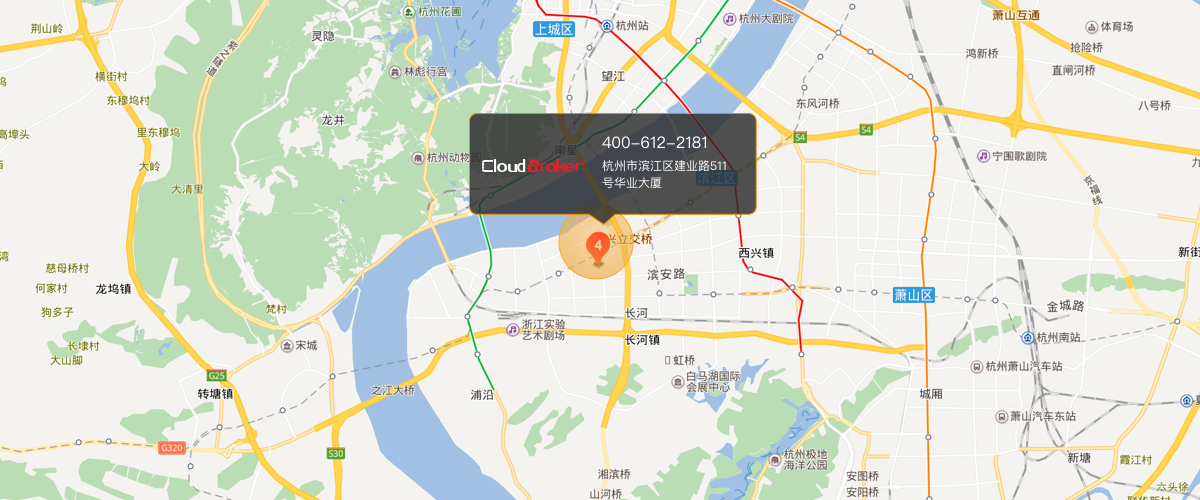 荆山岭
杭州花圃
灵隐
紫之隧道
上城区
杭州站
杭州大剧院
萧山互通
体育场
抢险桥
鸿新桥
直闸河桥
八号桥
横街村
林彪行宫
望江
东穆坞村
东风河桥
龙井
里东穆坞
高埠头
S4
S4
大岭
杭州动物园
南星
400-612-2181
CloudBroker
杭州市滨江区建业路511
号华业大厦
滨江区
宁围歌剧院
大清里
京福线
4
兴立交桥
西兴镇
新街
慈母桥村
何家村
龙坞镇
狗多子
梵村
滨安路
萧山区
金城路
长河
浙江实验
艺术剧场
长河镇
杭州南站
长埭村
大山脚
宋城
虹桥
杭州萧山汽车站
G25
白马湖国际
会展中心
转塘镇
之江大桥
浦沿
城厢
萧山汽车东站
G320
S30
杭州极地
海洋公园
新塘
霞江村
湘滨桥
山河桥
安图桥
安阳桥
六头徐